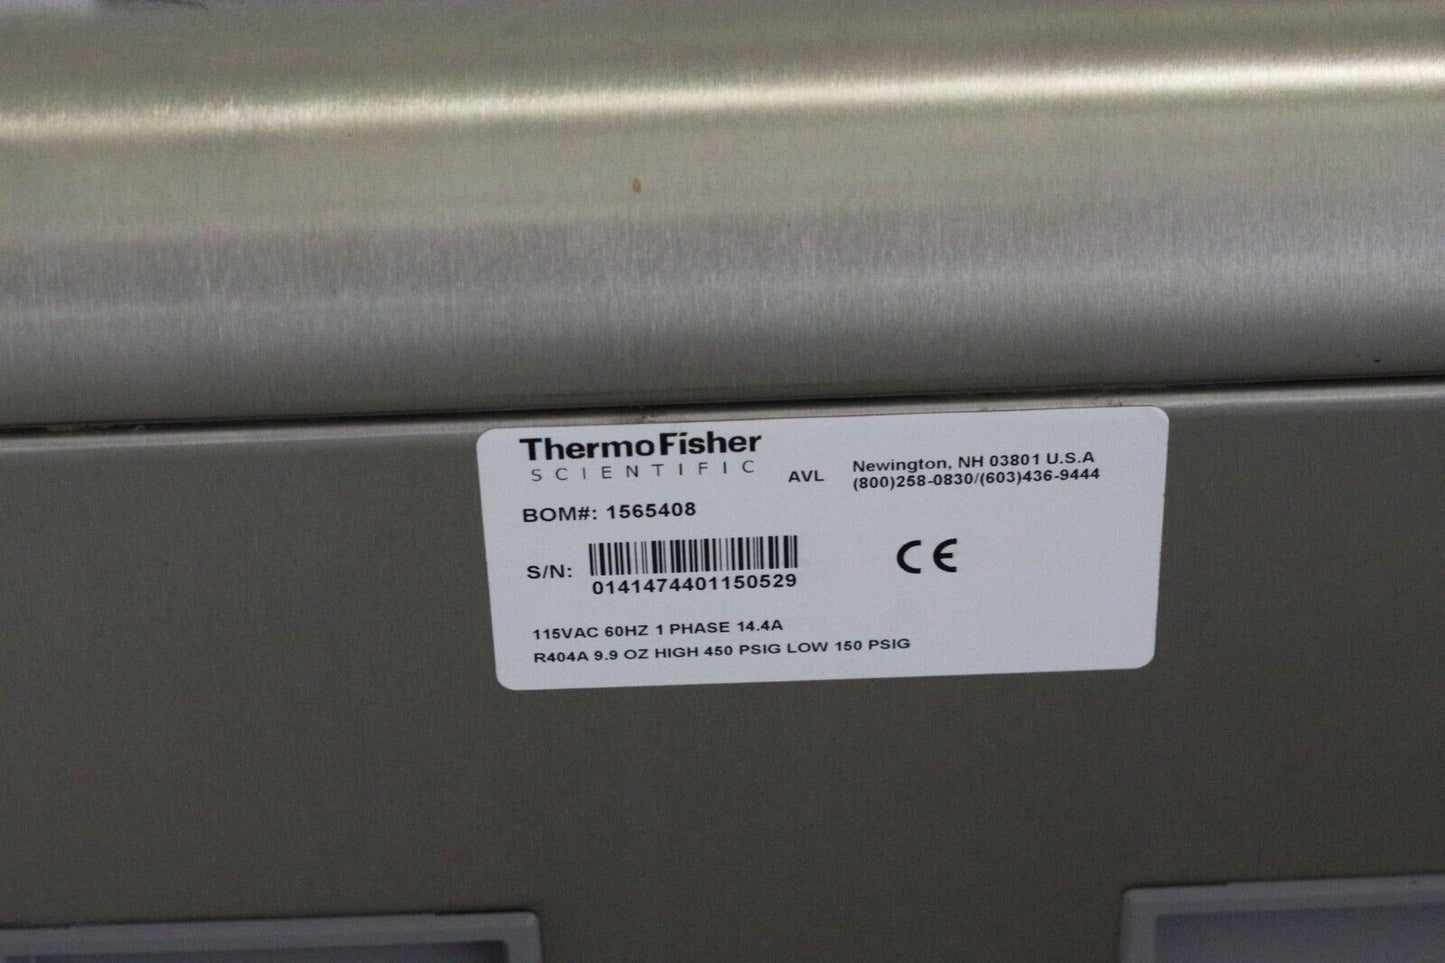 ThermoFisher
SCIENTIFIC
AVL
Newington, NH 03801 U.S.A
(800)258-0830/(603)436-9444
BOM#: 1565408
S/N:
0141474401150529
CE
115VAC 60HZ 1 PHASE 14.4A
R404A 9.9 OZ HIGH 450 PSIG LOW 150 PSIG